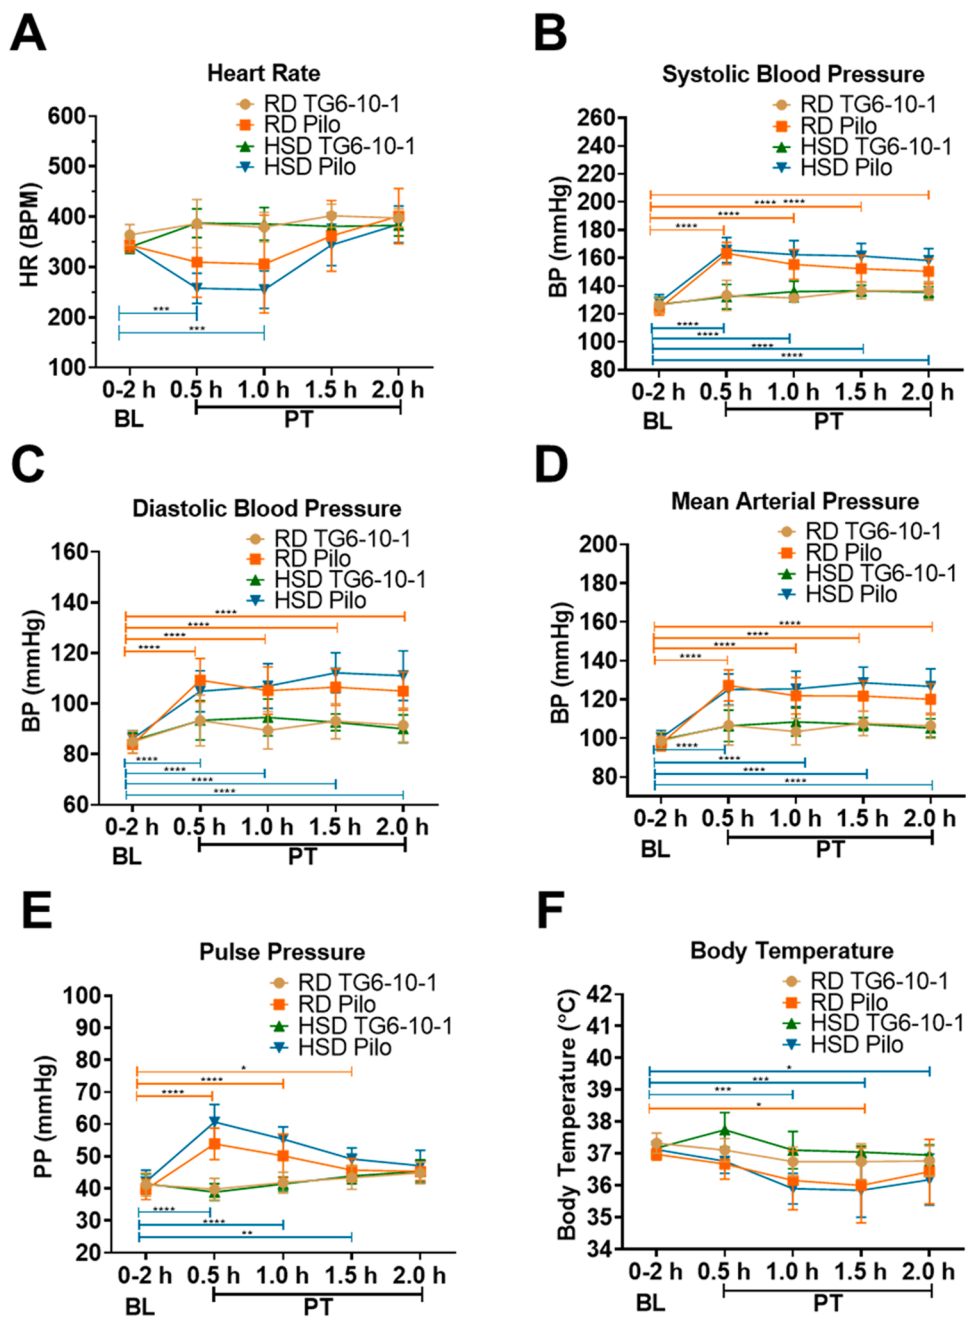 A
Heart Rate
RD TG6-10-1
RD Pilo
HSD TG6-10-1
HSD Pilo
HR (BPM)
600
500
400
300
200
100
***
***
0-2 h 0.5 h 1.0 h 1.5 h 2.0 h
BL PT
B
Systolic Blood Pressure
RD TG6-10-1
RD Pilo
HSD TG6-10-1
HSD Pilo
BP (mmHg)
260
240
220
200
180
160
140
120
100
80
**** ****
****
****
****
****
****
****
0-2 h 0.5 h 1.0 h 1.5 h 2.0 h
BL PT
C
Diastolic Blood Pressure
RD TG6-10-1
RD Pilo
HSD TG6-10-1
HSD Pilo
BP (mmHg)
160
140
120
100
80
60
****
****
****
****
****
****
****
****
0-2 h 0.5 h 1.0 h 1.5 h 2.0 h
BL PT
D
Mean Arterial Pressure
RD TG6-10-1
RD Pilo
HSD TG6-10-1
HSD Pilo
BP (mmHg)
200
180
160
140
120
100
80
****
****
****
****
****
****
****
****
0-2 h 0.5 h 1.0 h 1.5 h 2.0 h
BL PT
E
Pulse Pressure
RD TG6-10-1
RD Pilo
HSD TG6-10-1
HSD Pilo
PP (mmHg)
100
90
80
70
60
50
40
30
20
*
****
****
****
****
**
0-2 h 0.5 h 1.0 h 1.5 h 2.0 h
BL PT
F
Body Temperature
RD TG6-10-1
RD Pilo
HSD TG6-10-1
HSD Pilo
Body Temperature (°C)
42
41
40
39
38
37
36
35
34
*
***
***
*
0-2 h 0.5 h 1.0 h 1.5 h 2.0 h
BL PT